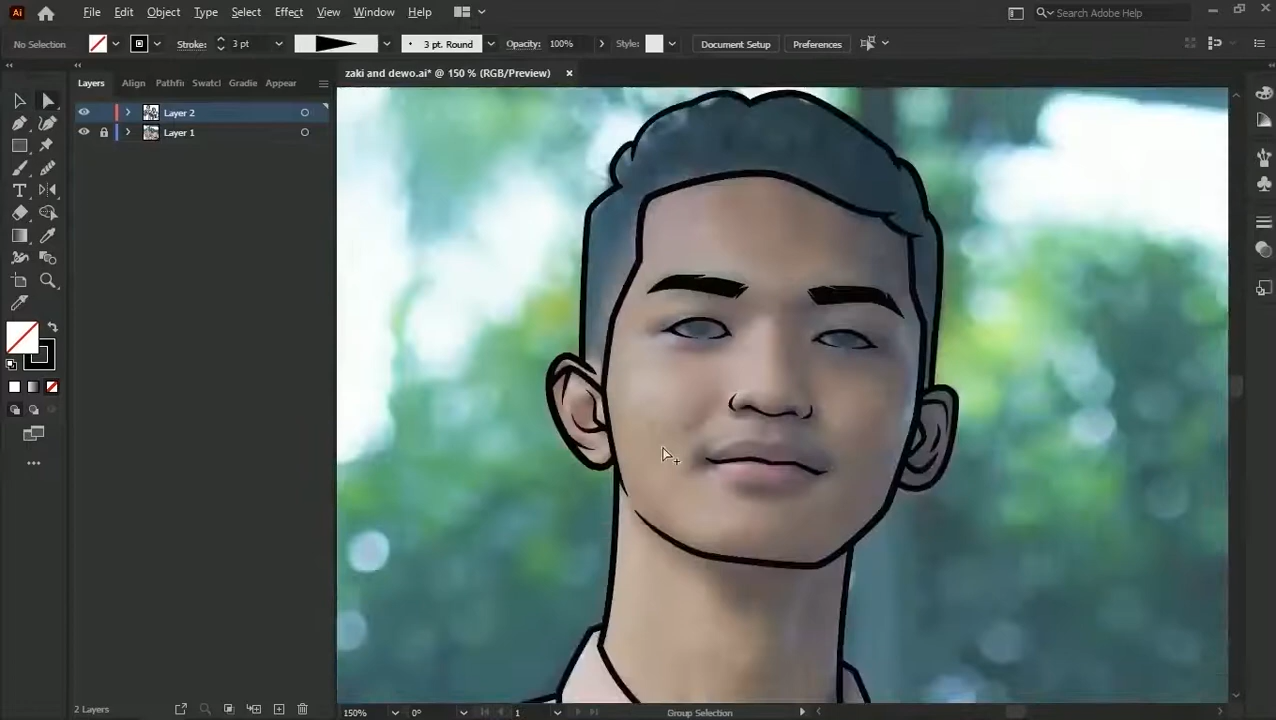 Ai File Edit Object Type Select Effect View Window Help Search Adobe Help
No Selection Stroke: 3 pt 3 pt. Round Opacity: 100% Style: Document Setup Preferences
Layers Align Pathfi Swatcl Gradie Appear zaki and dewo.ai* @ 150 % (RGB/Preview)
Layer 2
Layer 1
2 Layers 150% 0° 1 Group Selection